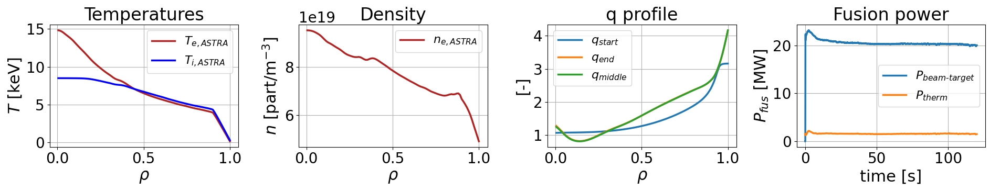 Temperatures
T [keV]
15
10
5
0
T_e,ASTRA
T_i,ASTRA
0.0 0.5 1.0
ρ
1e19
Density
n [part/m⁻³]
8
6
n_e,ASTRA
0.0 0.5 1.0
ρ
q profile
[-]
4
3
2
1
q_start
q_end
q_middle
0.0 0.5 1.0
ρ
Fusion power
P_fus [MW]
20
10
0
P_beam-target
P_therm
0 50 100
time [s]